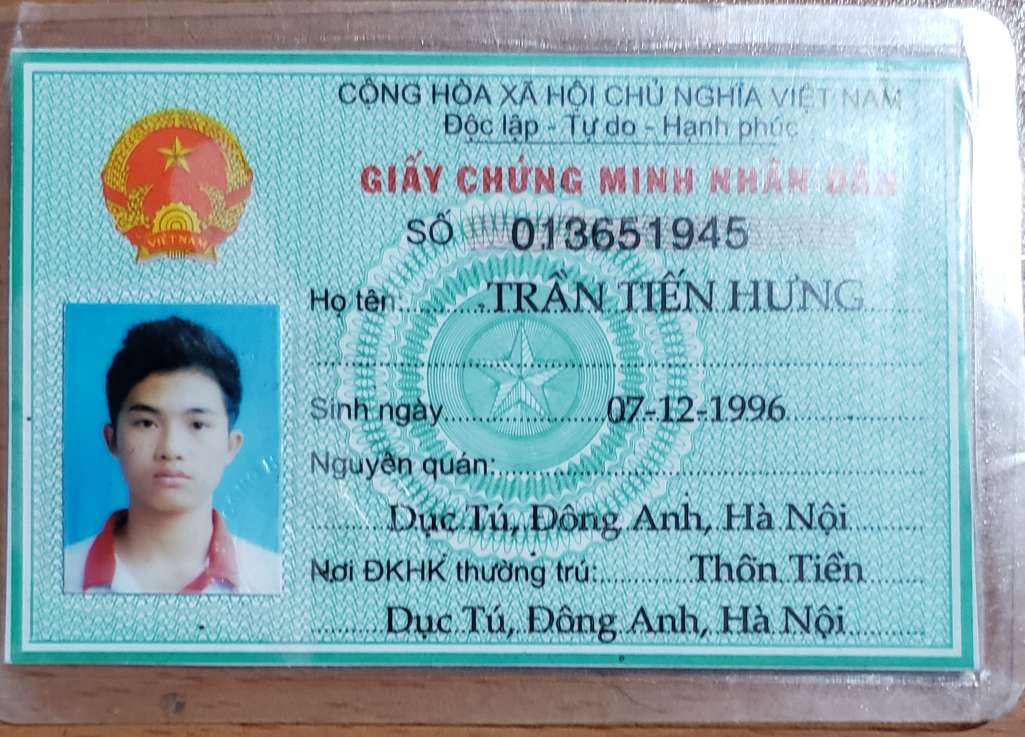 CỘNG HÒA XÃ HỘI CHỦ NGHĨA VIỆT NAM
Độc lập - Tự do - Hạnh phúc
GIẤY CHỨNG MINH NHÂN DÂN
SỐ 013651945
Họ tên: TRẦN TIẾN HƯNG
Sinh ngày 07-12-1996
Nguyên quán:
Dục Tú, Đông Anh, Hà Nội
Nơi ĐKHK thường trú: Thôn Tiền
Dục Tú, Đông Anh, Hà Nội
VIỆT NAM